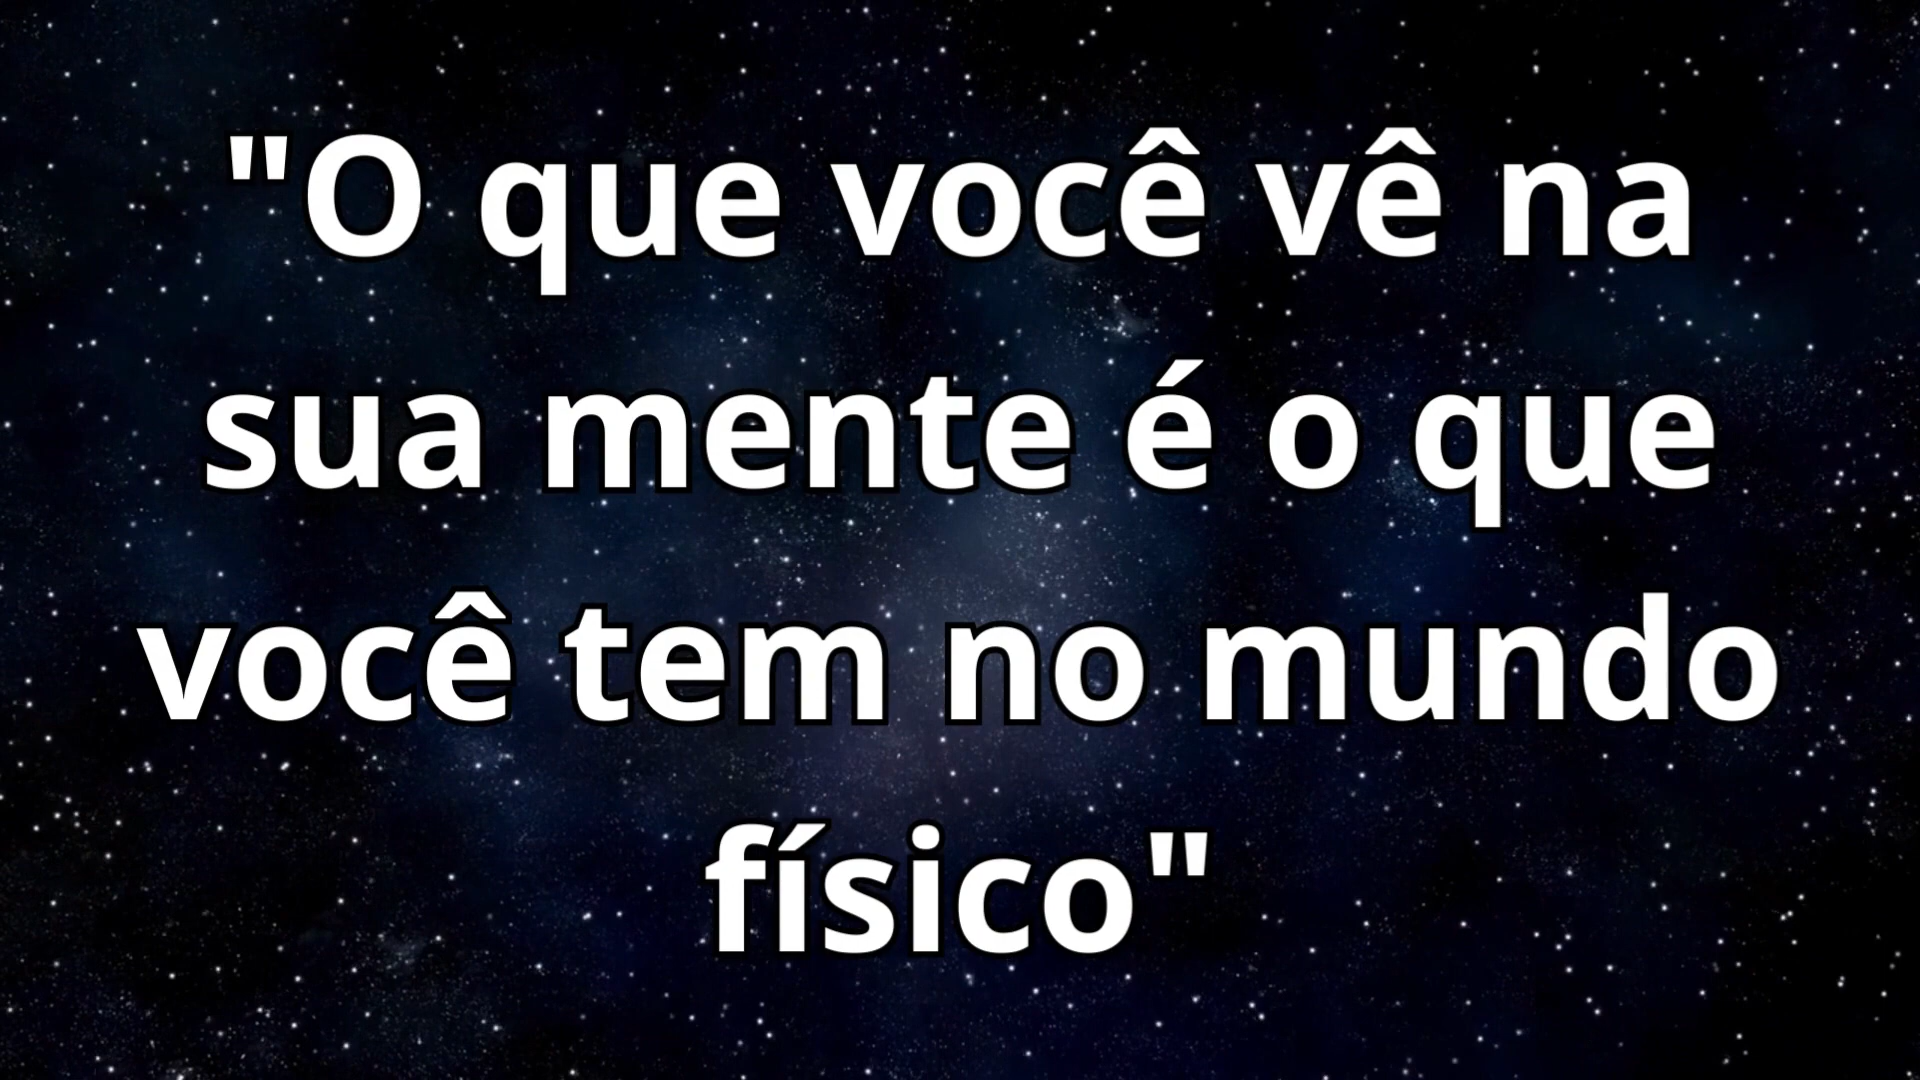 "O que você vê na
sua mente é o que
você tem no mundo
físico"